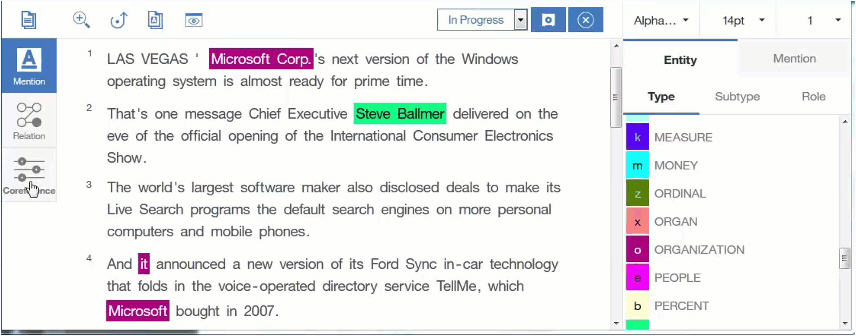 In Progress
Alpha...
14pt
1
Mention
Relation
Coreference
1 LAS VEGAS ' Microsoft Corp.'s next version of the Windows
operating system is almost ready for prime time.
2 That's one message Chief Executive Steve Ballmer delivered on the
eve of the official opening of the International Consumer Electronics
Show.
3 The world's largest software maker also disclosed deals to make its
Live Search programs the default search engines on more personal
computers and mobile phones.
4 And it announced a new version of its Ford Sync in-car technology
that folds in the voice-operated directory service TellMe, which
Microsoft bought in 2007.
Entity Mention
Type Subtype Role
k MEASURE
m MONEY
z ORDINAL
x ORGAN
o ORGANIZATION
e PEOPLE
b PERCENT